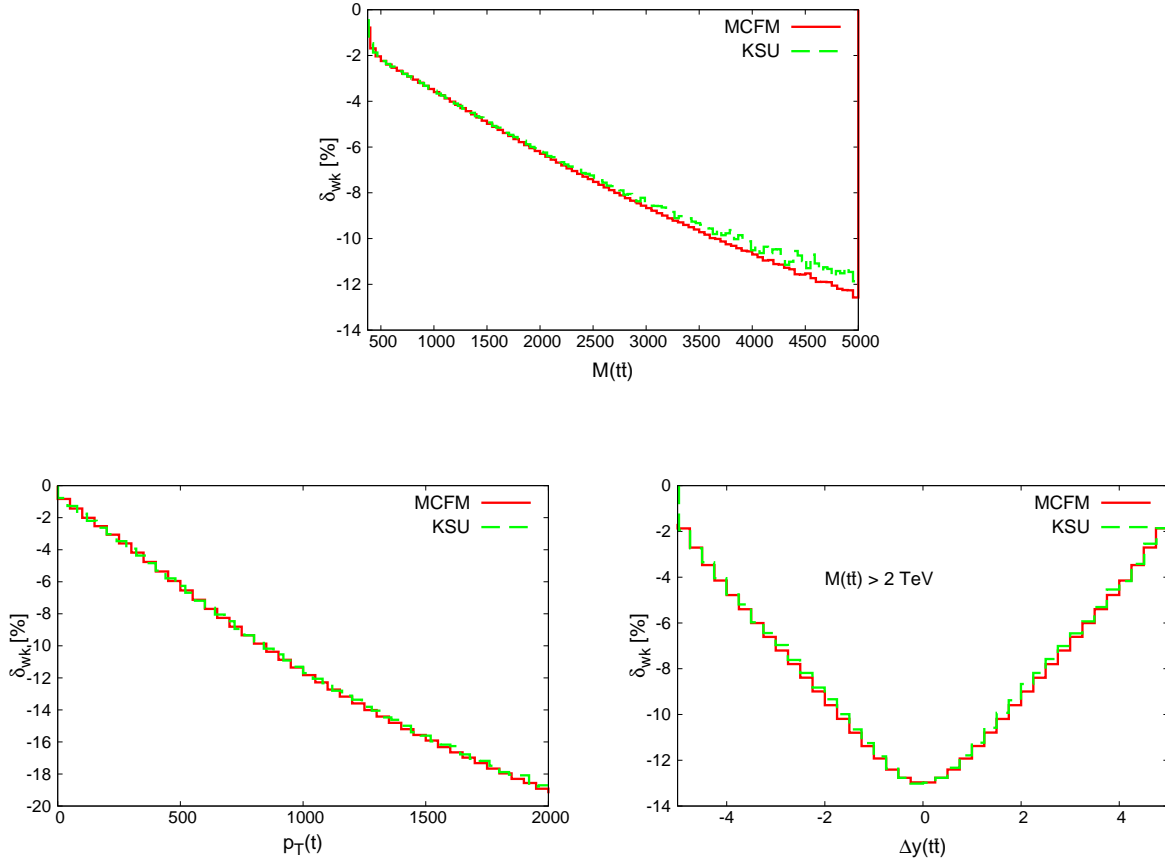 0
-2
-4
-6
-8
-10
-12
-14
500 1000 1500 2000 2500 3000 3500 4000 4500 5000
δwk [%]
M(tt̄)
MCFM
KSU
0
-2
-4
-6
-8
-10
-12
-14
-16
-18
-20
0 500 1000 1500 2000
δwk [%]
pT(t)
MCFM
KSU
0
-2
-4
-6
-8
-10
-12
-14
-4 -2 0 2 4
δwk [%]
Δy(tt̄)
MCFM
KSU
M(tt̄) > 2 TeV